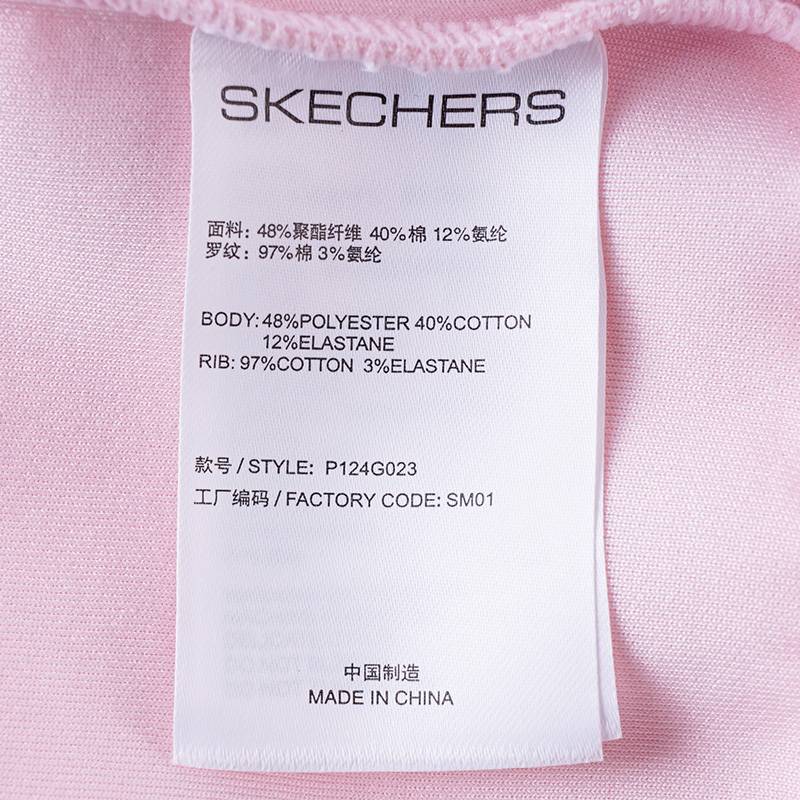 SKECHERS
面料: 48%聚酯纤维 40%棉 12%氨纶
罗纹: 97%棉 3%氨纶
BODY: 48%POLYESTER 40%COTTON
12%ELASTANE
RIB: 97%COTTON 3%ELASTANE
款号 / STYLE: P124G023
工厂编码 / FACTORY CODE: SM01
中国制造
MADE IN CHINA